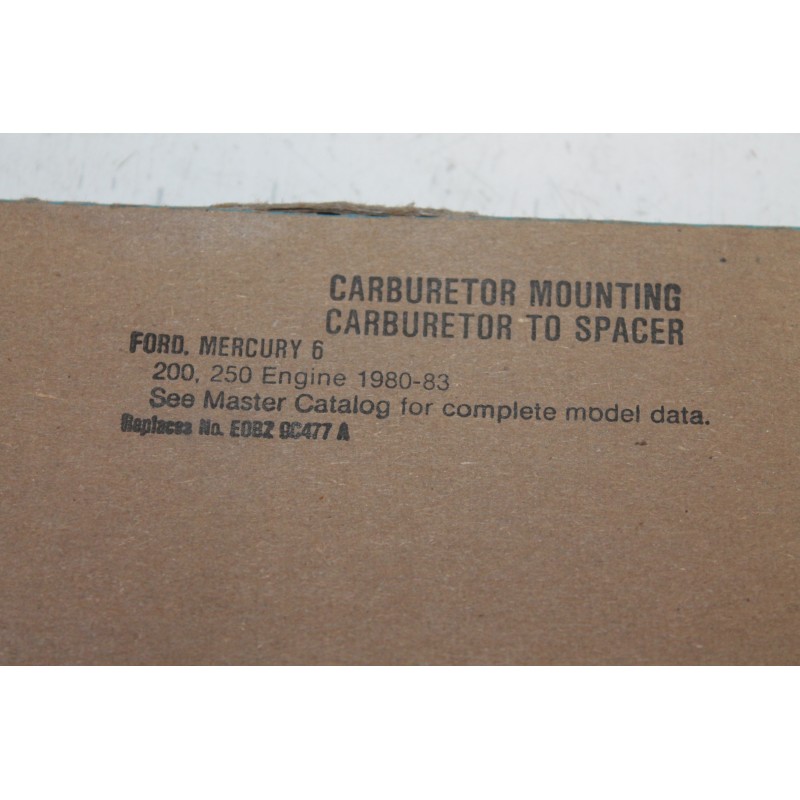 CARBURETOR MOUNTING
CARBURETOR TO SPACER
FORD, MERCURY 6
200, 250 Engine 1980-83
See Master Catalog for complete model data.
Replaces No. E0BZ 9C477 A